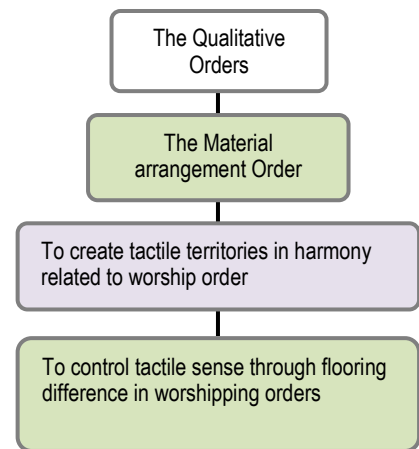 The Qualitative
Orders
The Material
arrangement Order
To create tactile territories in harmony
related to worship order
To control tactile sense through flooring
difference in worshipping orders